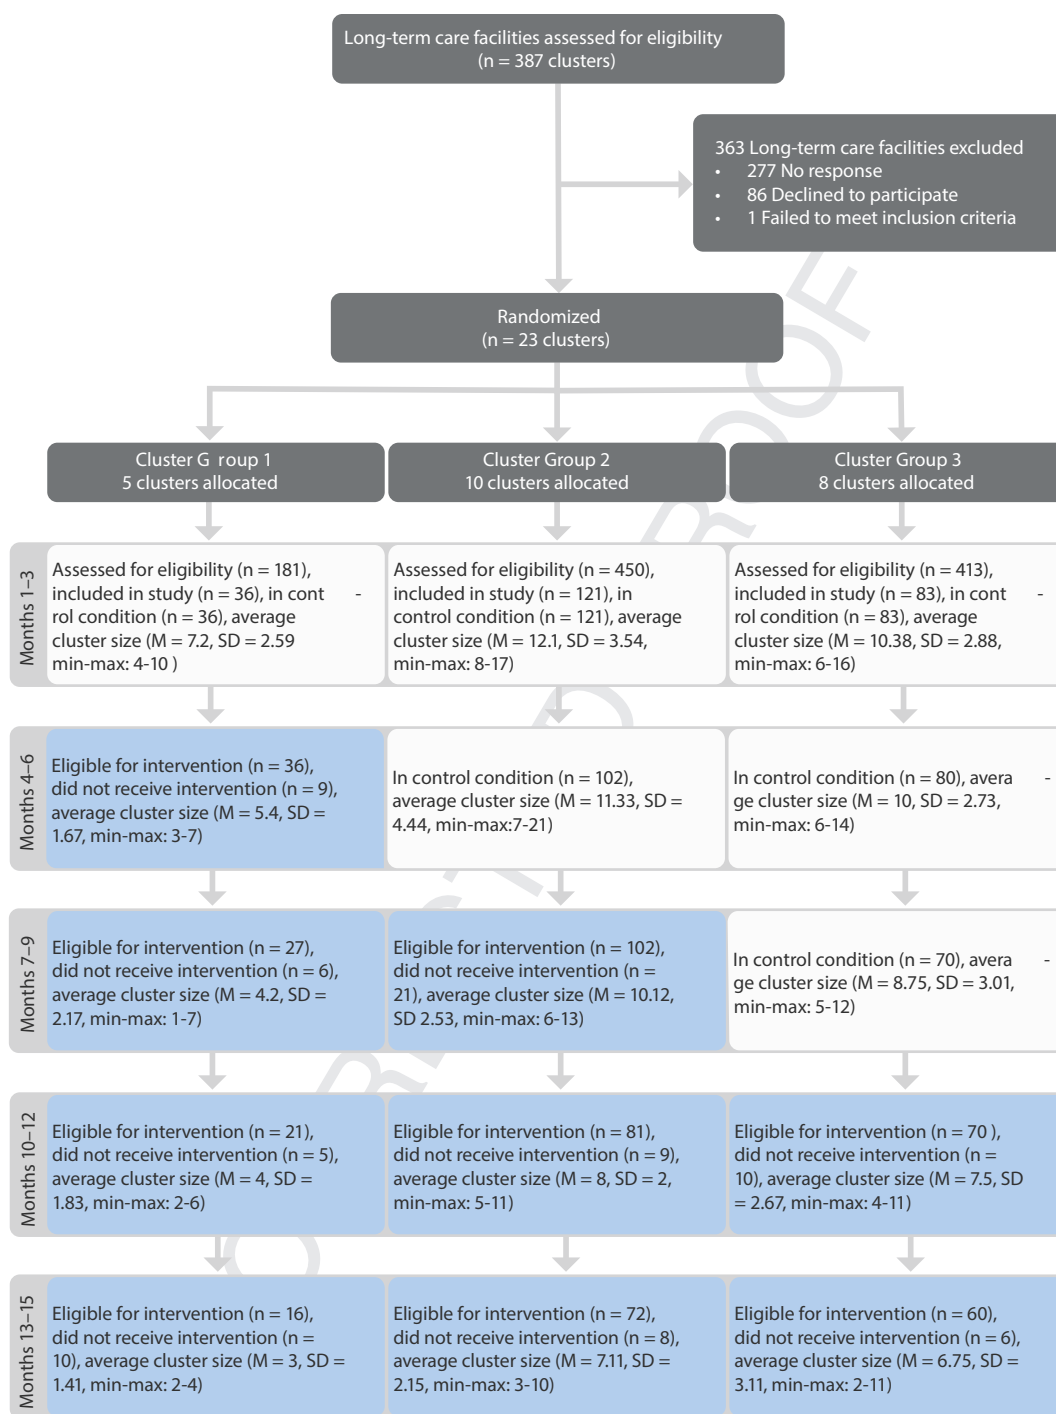 Long-term care facilities assessed for eligibility
(n = 387 clusters)
363 Long-term care facilities excluded
• 277 No response
• 86 Declined to participate
• 1 Failed to meet inclusion criteria
Randomized
(n = 23 clusters)
Cluster G roup 1
5 clusters allocated
Cluster Group 2
10 clusters allocated
Cluster Group 3
8 clusters allocated
Months 1–3
Assessed for eligibility (n = 181),
included in study (n = 36), in cont -
rol condition (n = 36), average
cluster size (M = 7.2, SD = 2.59
min-max: 4-10 )
Assessed for eligibility (n = 450),
included in study (n = 121), in
control condition (n = 121), average
cluster size (M = 12.1, SD = 3.54,
min-max: 8-17)
Assessed for eligibility (n = 413),
included in study (n = 83), in cont -
rol condition (n = 83), average
cluster size (M = 10.38, SD = 2.88,
min-max: 6-16)
Months 4–6
Eligible for intervention (n = 36),
did not receive intervention (n = 9),
average cluster size (M = 5.4, SD =
1.67, min-max: 3-7)
In control condition (n = 102),
average cluster size (M = 11.33, SD =
4.44, min-max:7-21)
In control condition (n = 80), avera -
ge cluster size (M = 10, SD = 2.73,
min-max: 6-14)
Months 7–9
Eligible for intervention (n = 27),
did not receive intervention (n = 6),
average cluster size (M = 4.2, SD =
2.17, min-max: 1-7)
Eligible for intervention (n = 102),
did not receive intervention (n =
21), average cluster size (M = 10.12,
SD 2.53, min-max: 6-13)
In control condition (n = 70), avera -
ge cluster size (M = 8.75, SD = 3.01,
min-max: 5-12)
Months 10–12
Eligible for intervention (n = 21),
did not receive intervention (n = 5),
average cluster size (M = 4, SD =
1.83, min-max: 2-6)
Eligible for intervention (n = 81),
did not receive intervention (n = 9),
average cluster size (M = 8, SD = 2,
min-max: 5-11)
Eligible for intervention (n = 70 ),
did not receive intervention (n =
10), average cluster size (M = 7.5, SD
= 2.67, min-max: 4-11)
Months 13–15
Eligible for intervention (n = 16),
did not receive intervention (n =
10), average cluster size (M = 3, SD =
1.41, min-max: 2-4)
Eligible for intervention (n = 72),
did not receive intervention (n = 8),
average cluster size (M = 7.11, SD =
2.15, min-max: 3-10)
Eligible for intervention (n = 60),
did not receive intervention (n = 6),
average cluster size (M = 6.75, SD =
3.11, min-max: 2-11)